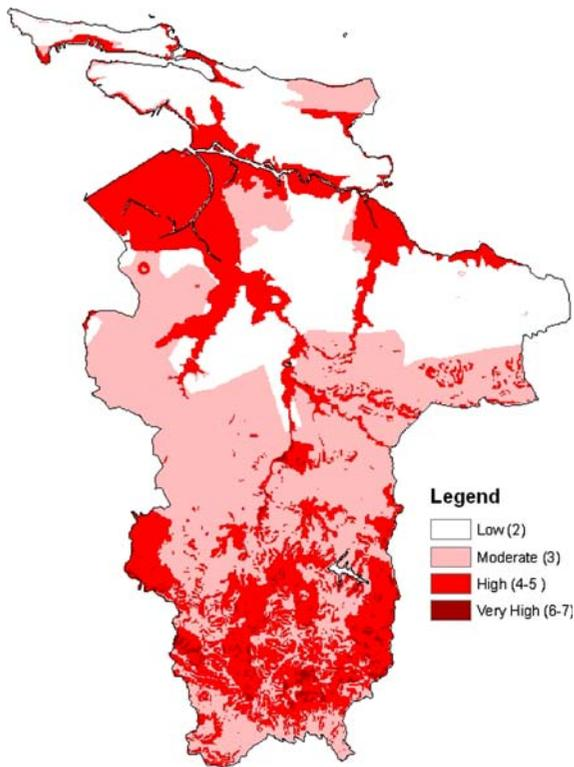 Legend
Low (2)
Moderate (3)
High (4-5 )
Very High (6-7)